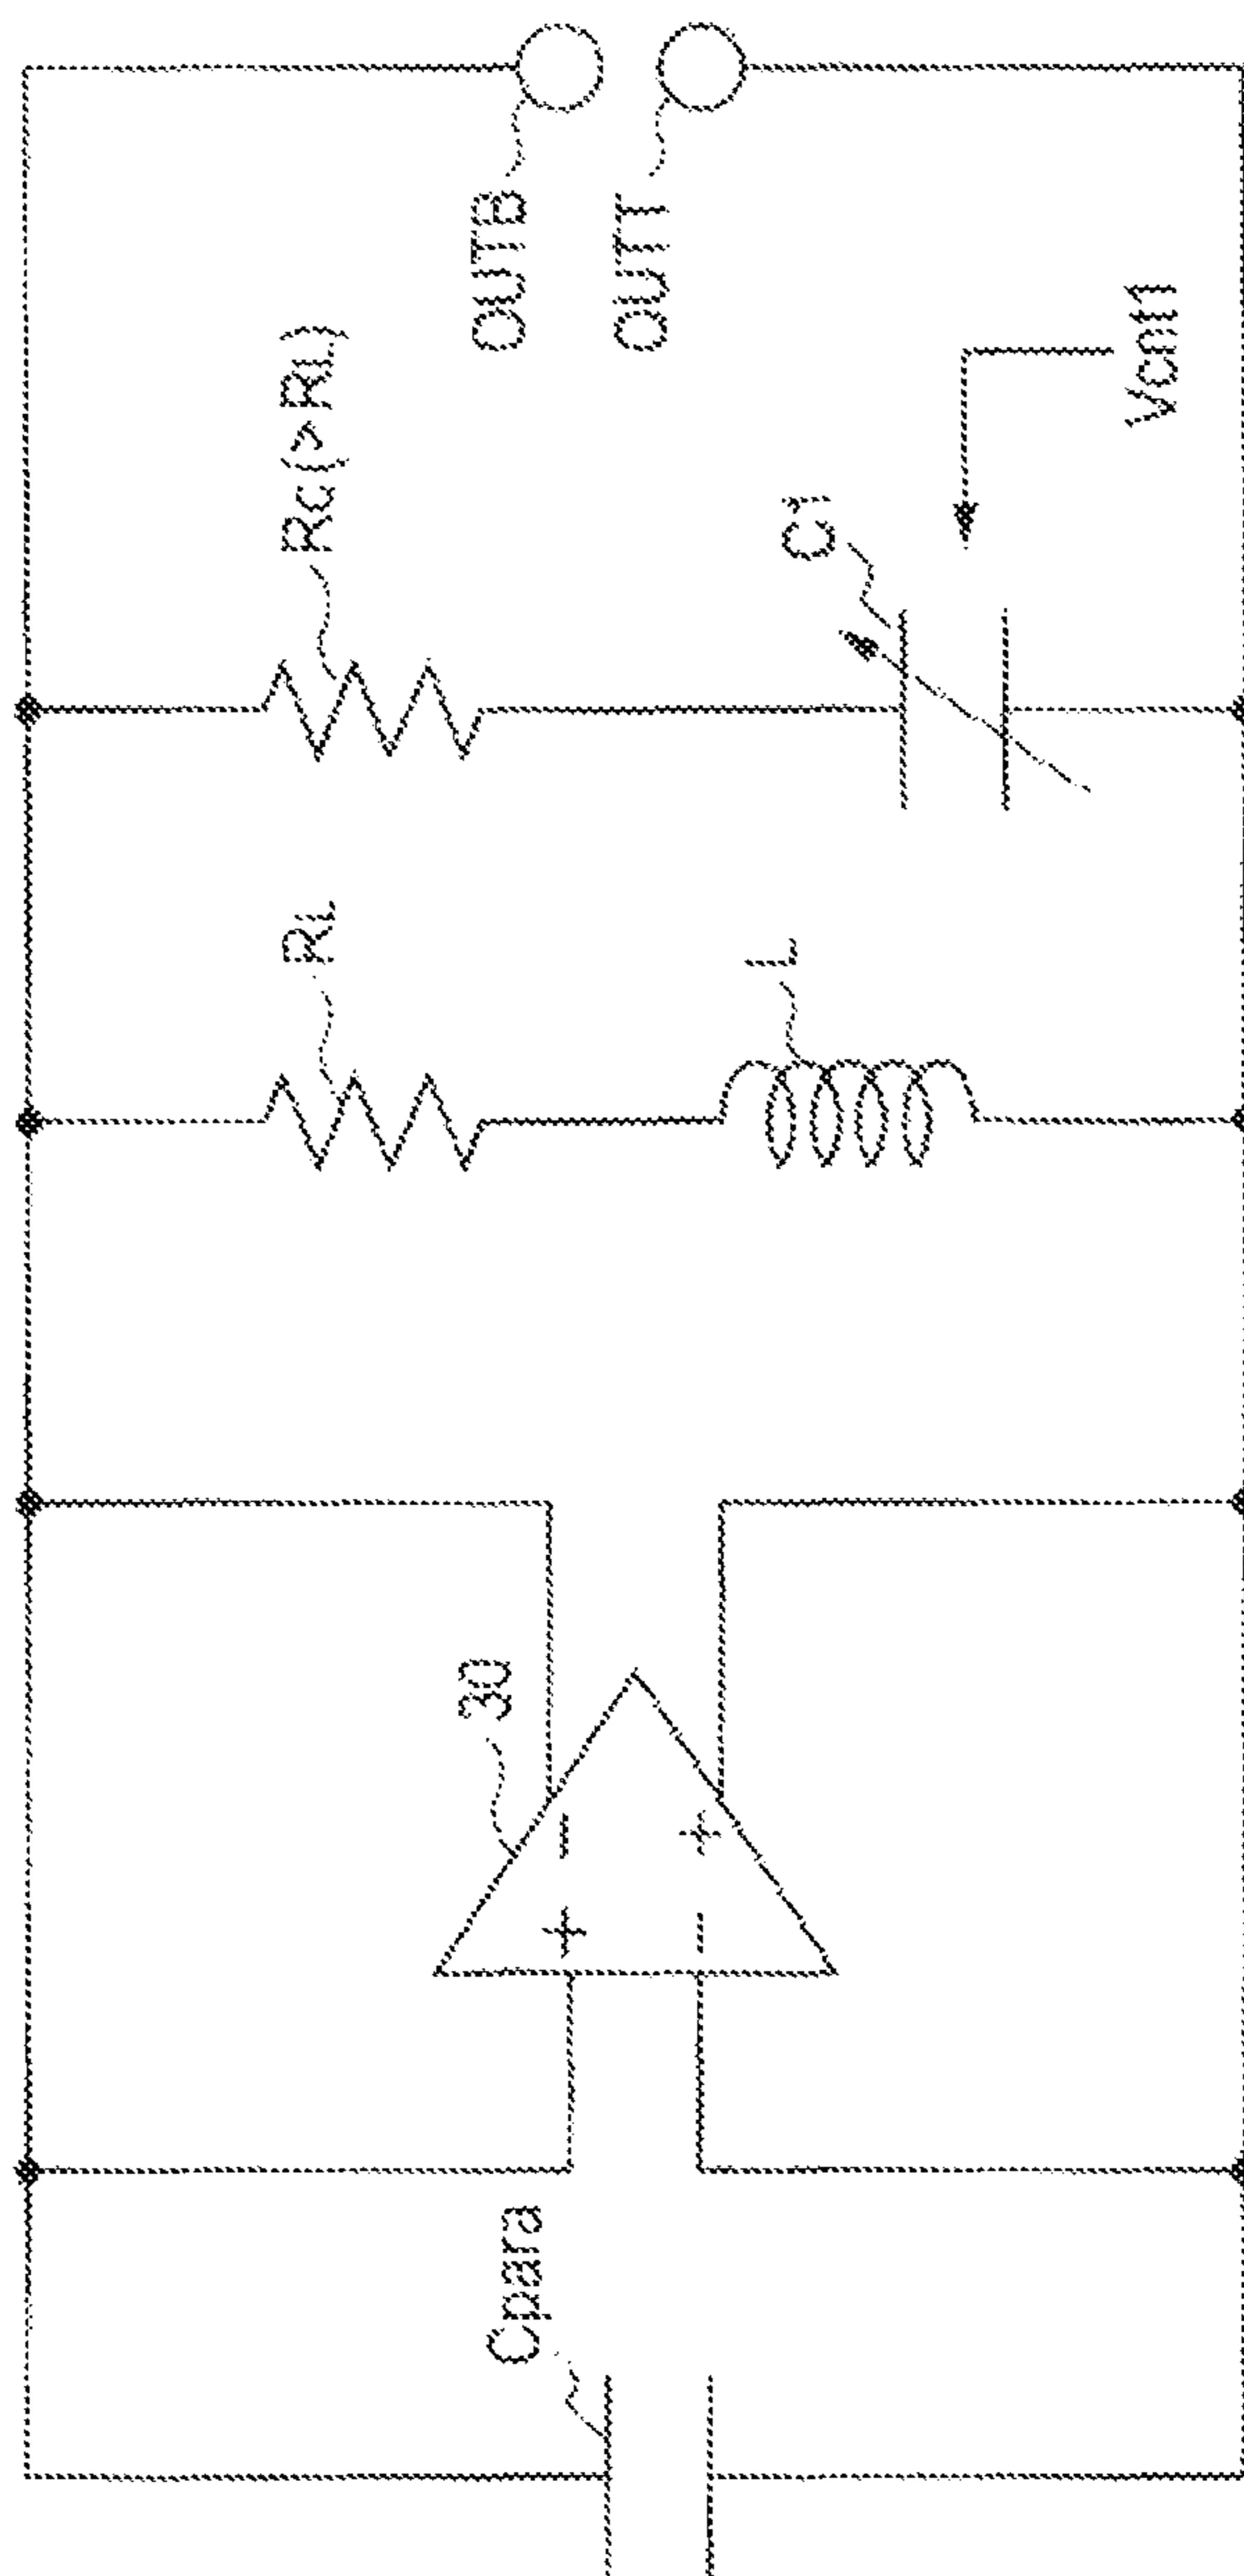 OUTB
OUTT
Rc(>RL)
Vcnt1
C1
RL
L
30
- +
+ -
Cpara